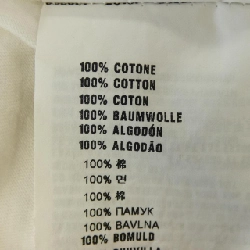 100% COTONE
100% COTTON
100% COTON
100% BAUMWOLLE
100% ALGODÓN
100% ALGODÃO
100% 棉
100% 면
100% 棉
100% ПАМУК
100% BAVLNA
100% BOMULD